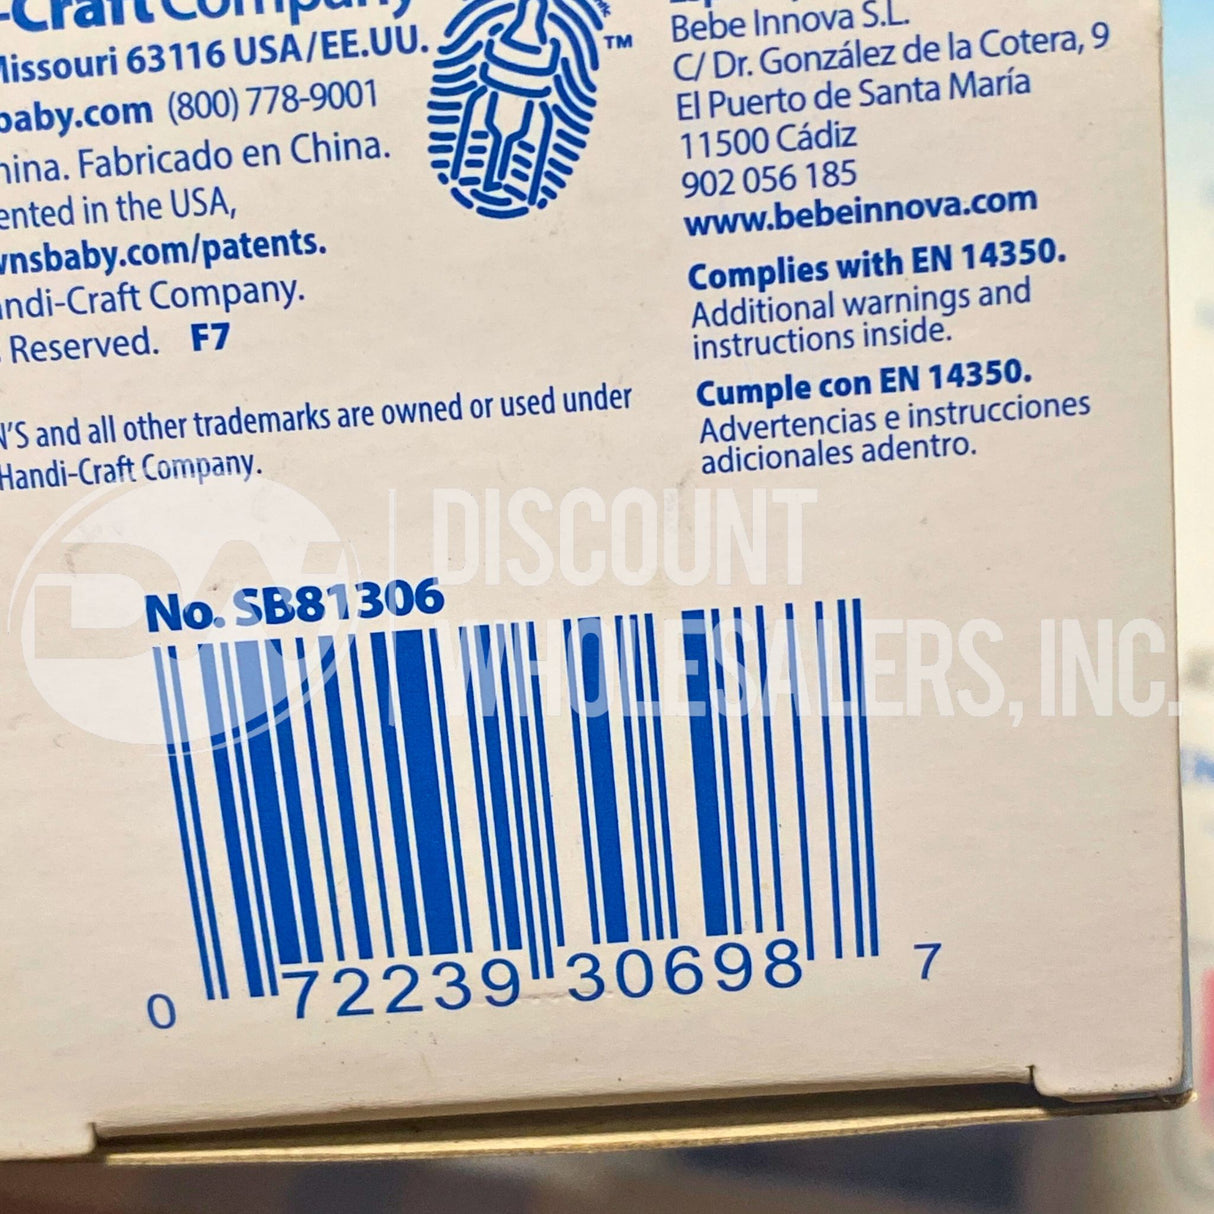 -Craft Company
Missouri 63116 USA/EE.UU.
baby.com (800) 778-9001
hina. Fabricado en China.
ented in the USA,
wnsbaby.com/patents.
andi-Craft Company.
. Reserved. F7
N'S and all other trademarks are owned or used under
Handi-Craft Company.
TM
Bebe Innova S.L.
C/ Dr. González de la Cotera, 9
El Puerto de Santa María
11500 Cádiz
902 056 185
www.bebeinnova.com
Complies with EN 14350.
Additional warnings and
instructions inside.
Cumple con EN 14350.
Advertencias e instrucciones
adicionales adentro.
DISCOUNT
WHOLESALERS, INC.
No. SB81306
0 72239 30698 7